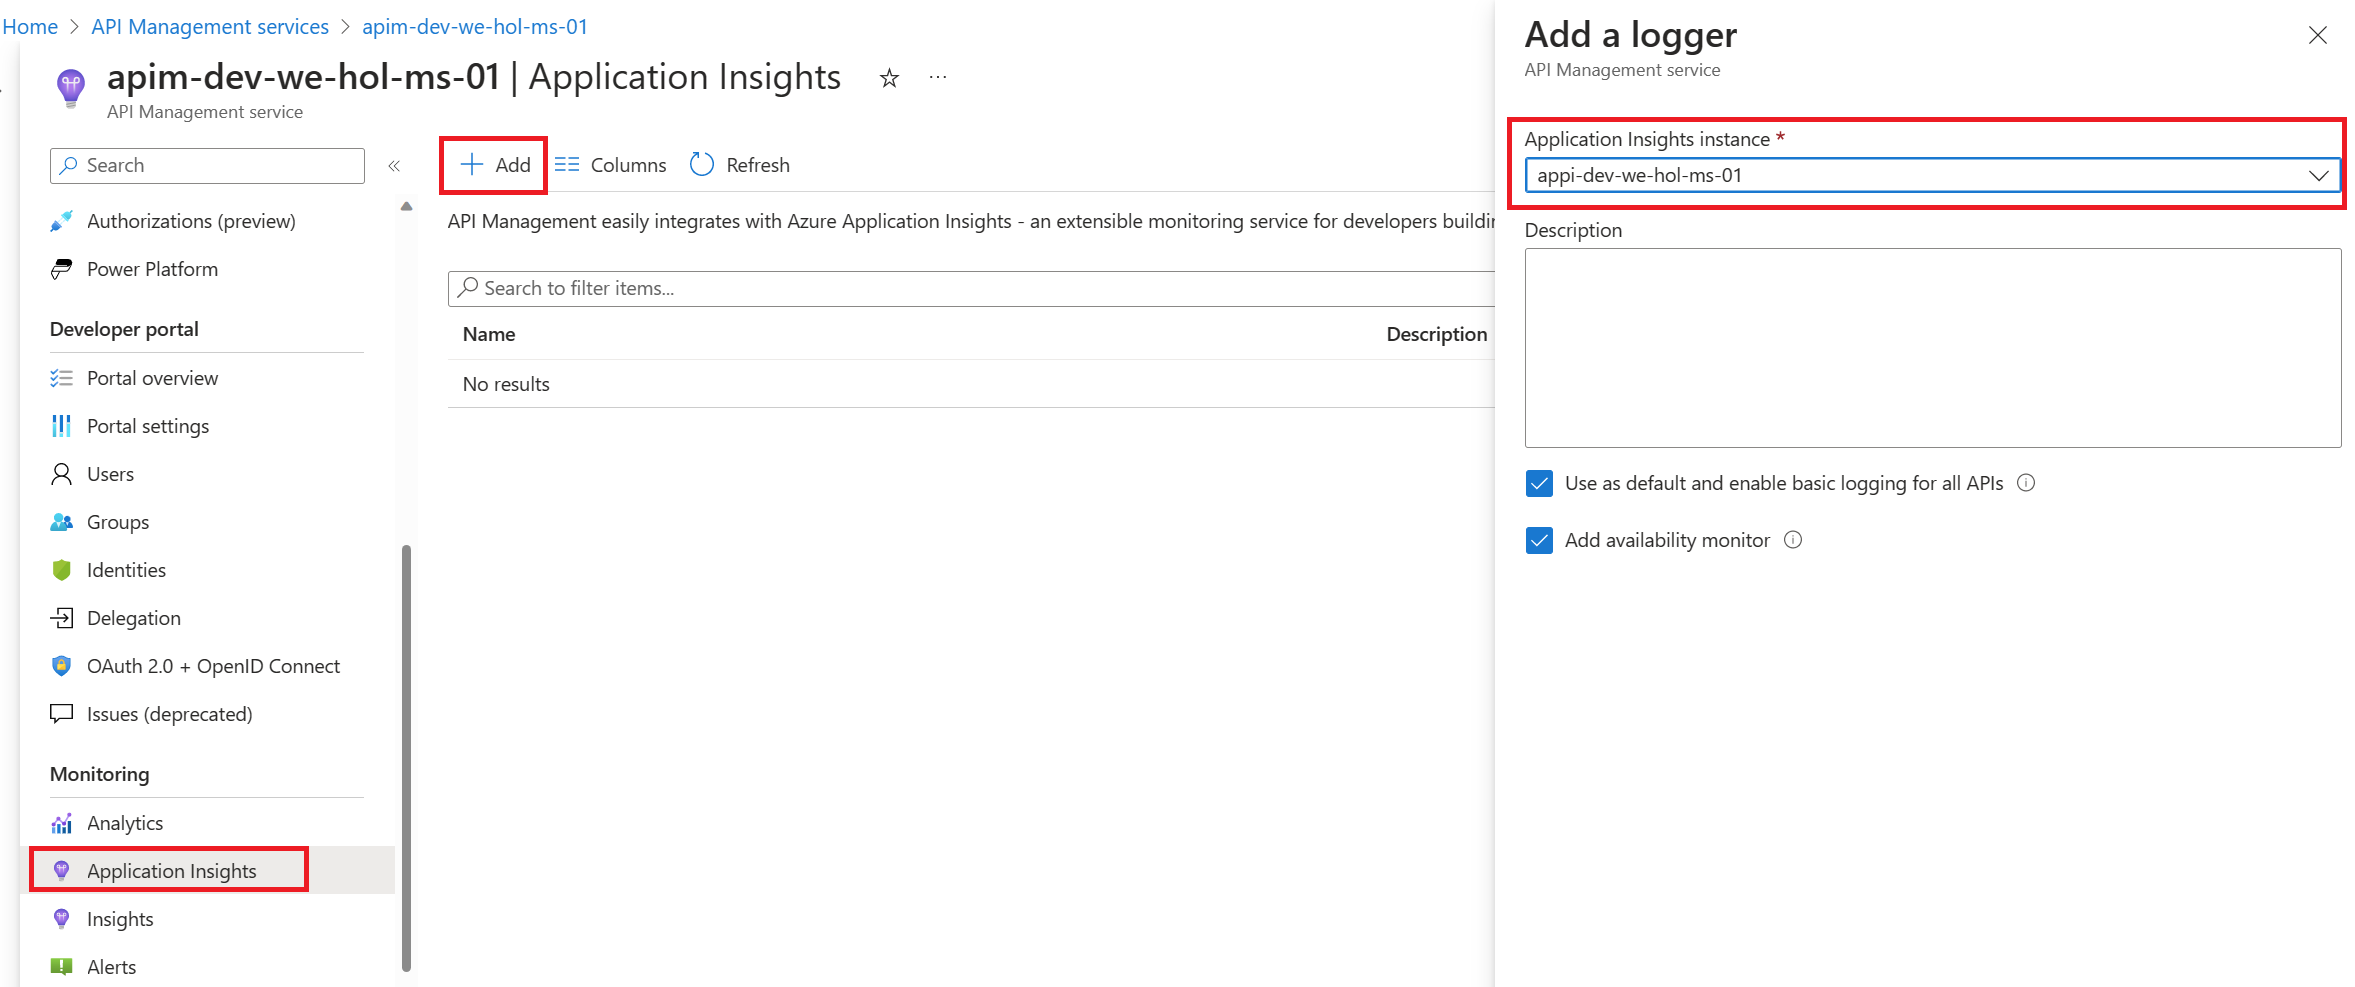 Home > API Management services > apim-dev-we-hol-ms-01
apim-dev-we-hol-ms-01 | Application Insights
API Management service
Search
Authorizations (preview)
Power Platform
Developer portal
Portal overview
Portal settings
Users
Groups
Identities
Delegation
OAuth 2.0 + OpenID Connect
Issues (deprecated)
Monitoring
Analytics
Application Insights
Insights
Alerts
Add Columns Refresh
API Management easily integrates with Azure Application Insights - an extensible monitoring service for developers buildin
Search to filter items...
Name Description
No results
Add a logger
API Management service
Application Insights instance *
appi-dev-we-hol-ms-01
Description
Use as default and enable basic logging for all APIs
Add availability monitor